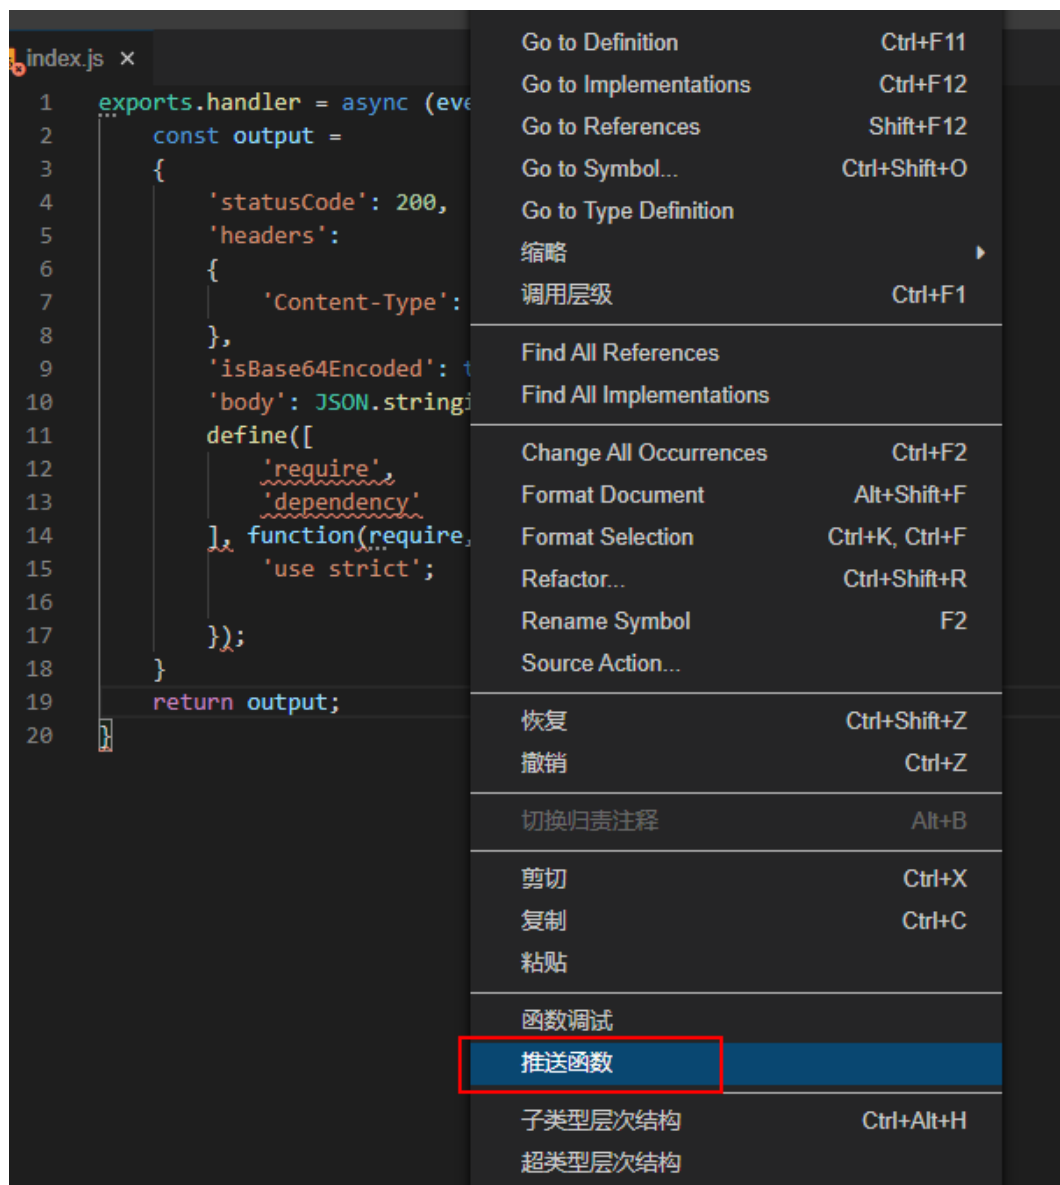 index.js ×
1 exports.handler = async (eve
2 const output =
3 {
4 'statusCode': 200,
5 'headers':
6 {
7 'Content-Type':
8 },
9 'isBase64Encoded': t
10 'body': JSON.stringi
11 define([
12 'require',
13 'dependency'
14 ], function(require,
15 'use strict';
16
17 });
18 }
19 return output;
20 }
Go to Definition Ctrl+F11
Go to Implementations Ctrl+F12
Go to References Shift+F12
Go to Symbol... Ctrl+Shift+O
Go to Type Definition
缩略
调用层级 Ctrl+F1
Find All References
Find All Implementations
Change All Occurrences Ctrl+F2
Format Document Alt+Shift+F
Format Selection Ctrl+K, Ctrl+F
Refactor... Ctrl+Shift+R
Rename Symbol F2
Source Action...
恢复 Ctrl+Shift+Z
撤销 Ctrl+Z
切换归责注释 Alt+B
剪切 Ctrl+X
复制 Ctrl+C
粘贴
函数调试
推送函数
子类型层次结构 Ctrl+Alt+H
超类型层次结构